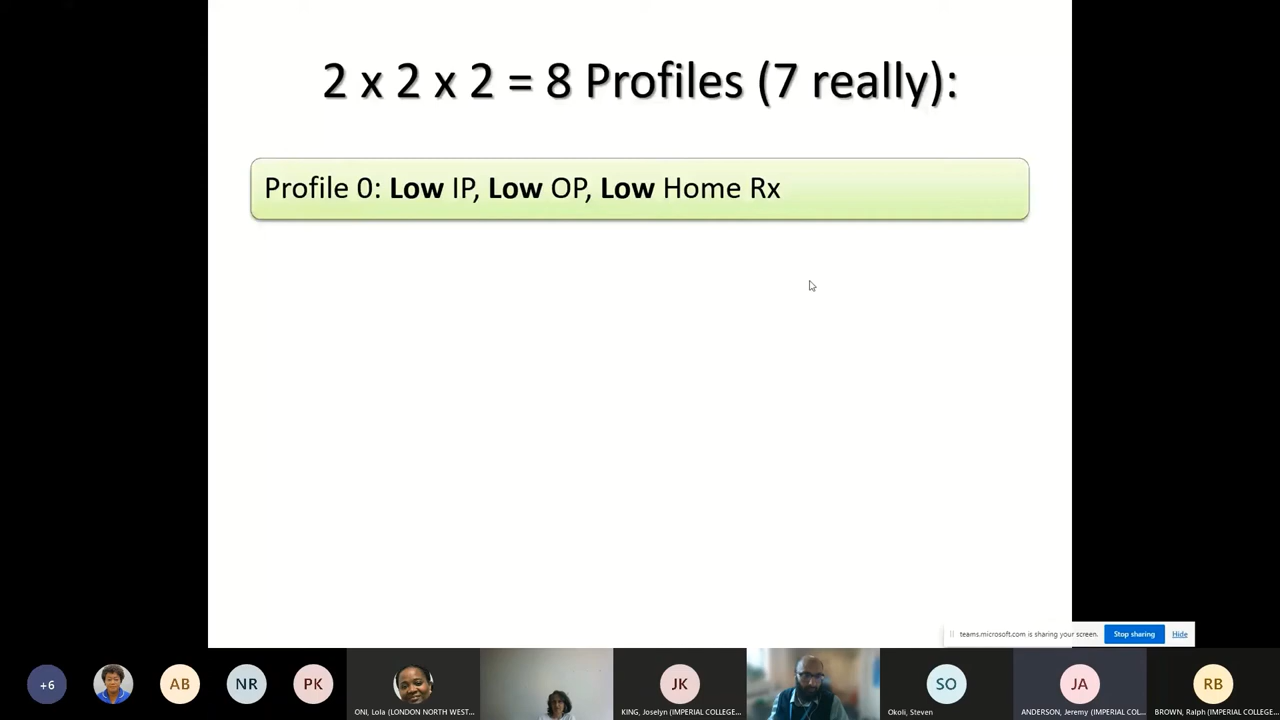 2 x 2 x 2 = 8 Profiles (7 really):
Profile 0: Low IP, Low OP, Low Home Rx
teams.microsoft.com is sharing your screen.
Stop sharing
Hide
+6
AB
NR
PK
ONI, Lola (LONDON NORTH WEST...
JK
KING, Joselyn (IMPERIAL COLLEGE...
SO
Okoli, Steven
JA
ANDERSON, Jeremy (IMPERIAL COL...
RB
BROWN, Ralph (IMPERIAL COLLEGE...